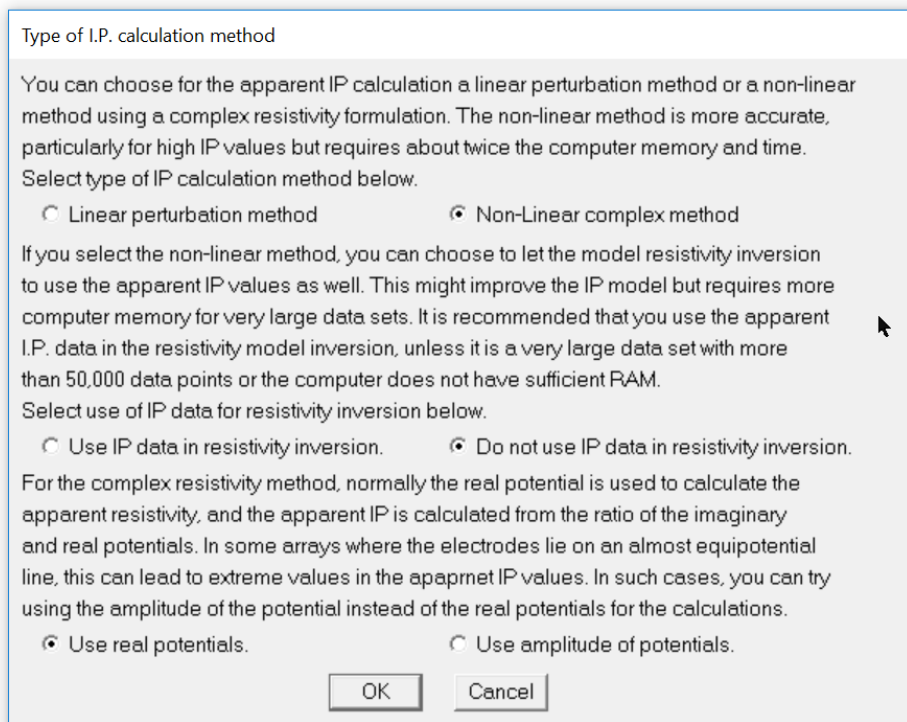 Type of I.P. calculation method
You can choose for the apparent IP calculation a linear perturbation method or a non-linear
method using a complex resistivity formulation. The non-linear method is more accurate,
particularly for high IP values but requires about twice the computer memory and time.
Select type of IP calculation method below.
Linear perturbation method Non-Linear complex method
If you select the non-linear method, you can choose to let the model resistivity inversion
to use the apparent IP values as well. This might improve the IP model but requires more
computer memory for very large data sets. It is recommended that you use the apparent
I.P. data in the resistivity model inversion, unless it is a very large data set with more
than 50,000 data points or the computer does not have sufficient RAM.
Select use of IP data for resistivity inversion below.
Use IP data in resistivity inversion. Do not use IP data in resistivity inversion.
For the complex resistivity method, normally the real potential is used to calculate the
apparent resistivity, and the apparent IP is calculated from the ratio of the imaginary
and real potentials. In some arrays where the electrodes lie on an almost equipotential
line, this can lead to extreme values in the apaprnet IP values. In such cases, you can try
using the amplitude of the potential instead of the real potentials for the calculations.
Use real potentials. Use amplitude of potentials.
OK Cancel